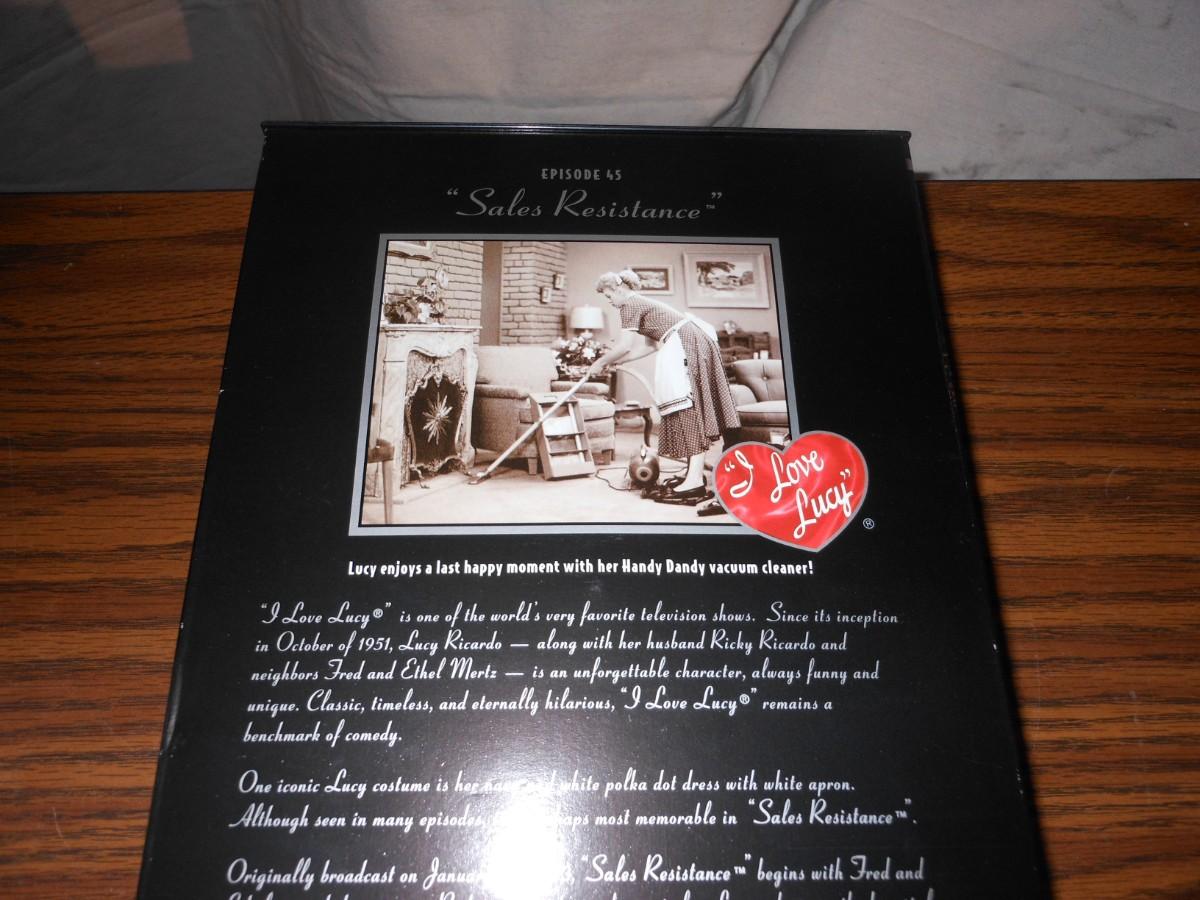 EPISODE 45
“Sales Resistance™”
“I Love
Lucy”
®
Lucy enjoys a last happy moment with her Handy Dandy vacuum cleaner!
“I Love Lucy®” is one of the world's very favorite television shows. Since its inception
in October of 1951, Lucy Ricardo — along with her husband Ricky Ricardo and
neighbors Fred and Ethel Mertz — is an unforgettable character, always funny and
unique. Classic, timeless, and eternally hilarious, “I Love Lucy®” remains a
benchmark of comedy.
One iconic Lucy costume is her navy and white polka dot dress with white apron.
Although seen in many episodes, most memorable in “Sales Resistance™”.
Originally broadcast on “Sales Resistance™” begins with Fred and